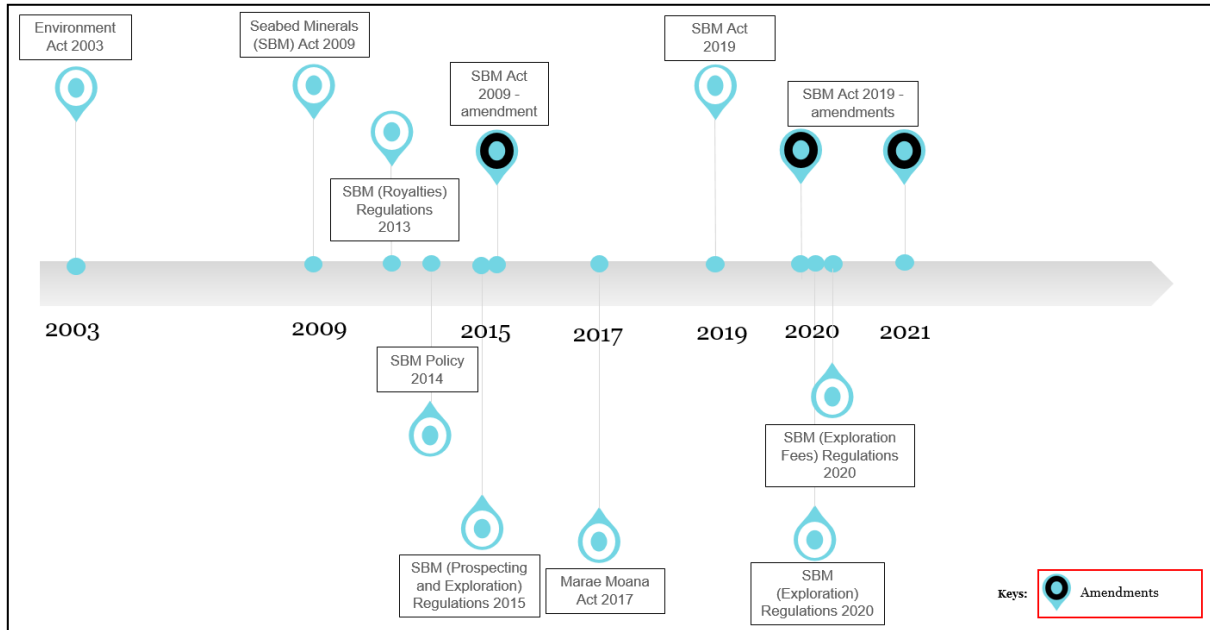 Environment
Act 2003
Seabed Minerals
(SBM) Act 2009
SBM (Royalties)
Regulations
2013
SBM Act
2009 -
amendment
SBM Act
2019
SBM Act 2019 -
amendments
2003
2009
2015
2017
2019
2020
2021
SBM Policy
2014
SBM (Prospecting
and Exploration)
Regulations 2015
Marae Moana
Act 2017
SBM (Exploration
Fees) Regulations
2020
SBM
(Exploration)
Regulations 2020
Keys:
Amendments